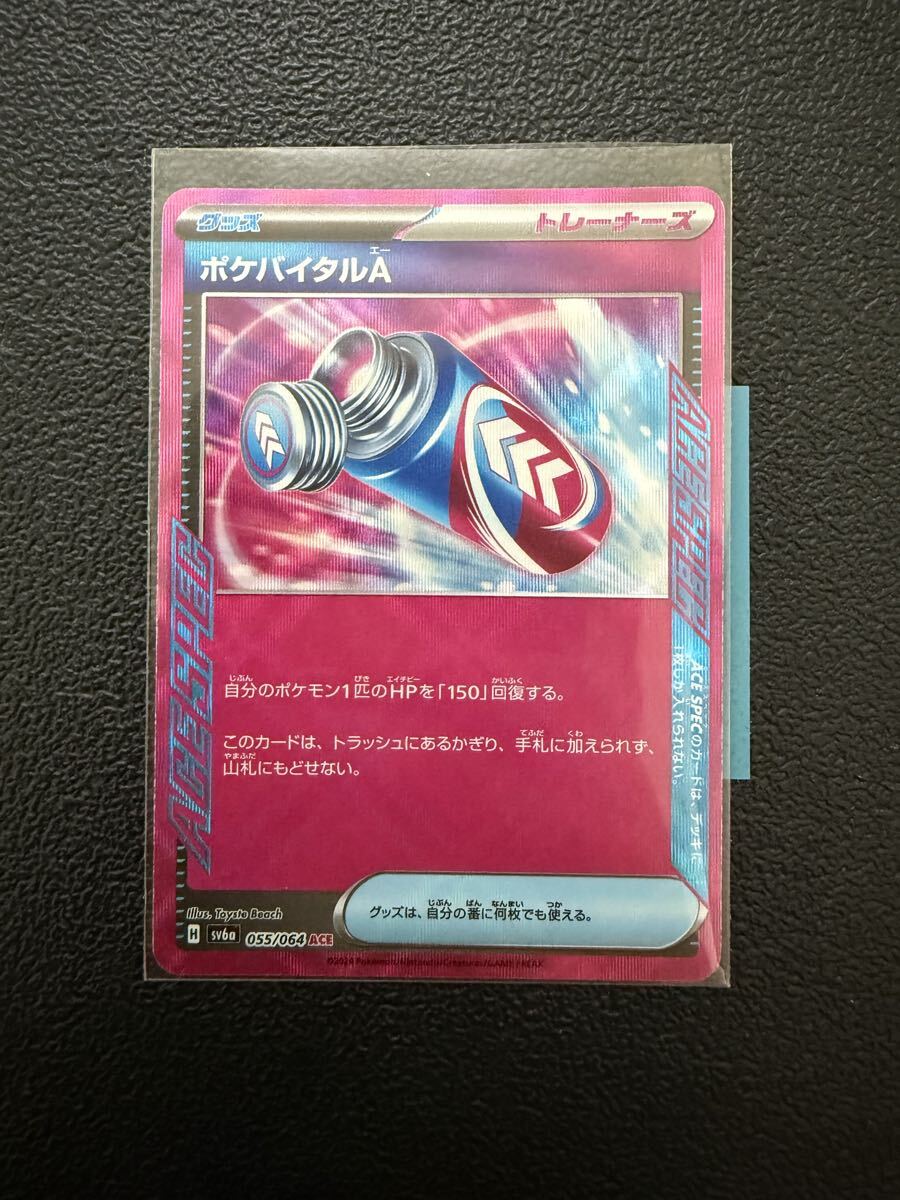 グッズ
トレーナーズ
エー
ポケバイタルA
ACE SPEC
ACE SPEC
じぶん ぴき エイチピー かいふく
自分のポケモン1匹のHPを「150」回復する。
てふだ くわ
このカードは、トラッシュにあるかぎり、手札に加えられず、
やまふだ
山札にもどせない。
ACE SPECのカードは、デッキに
1枚しか入れられない。
じぶん ばん なんまい つか
グッズは、自分の番に何枚でも使える。
Illus. Toyste Beach
H sv6a 055/064 ACE
©2024 Pokémon/Nintendo/Creatures/GAME FREAK